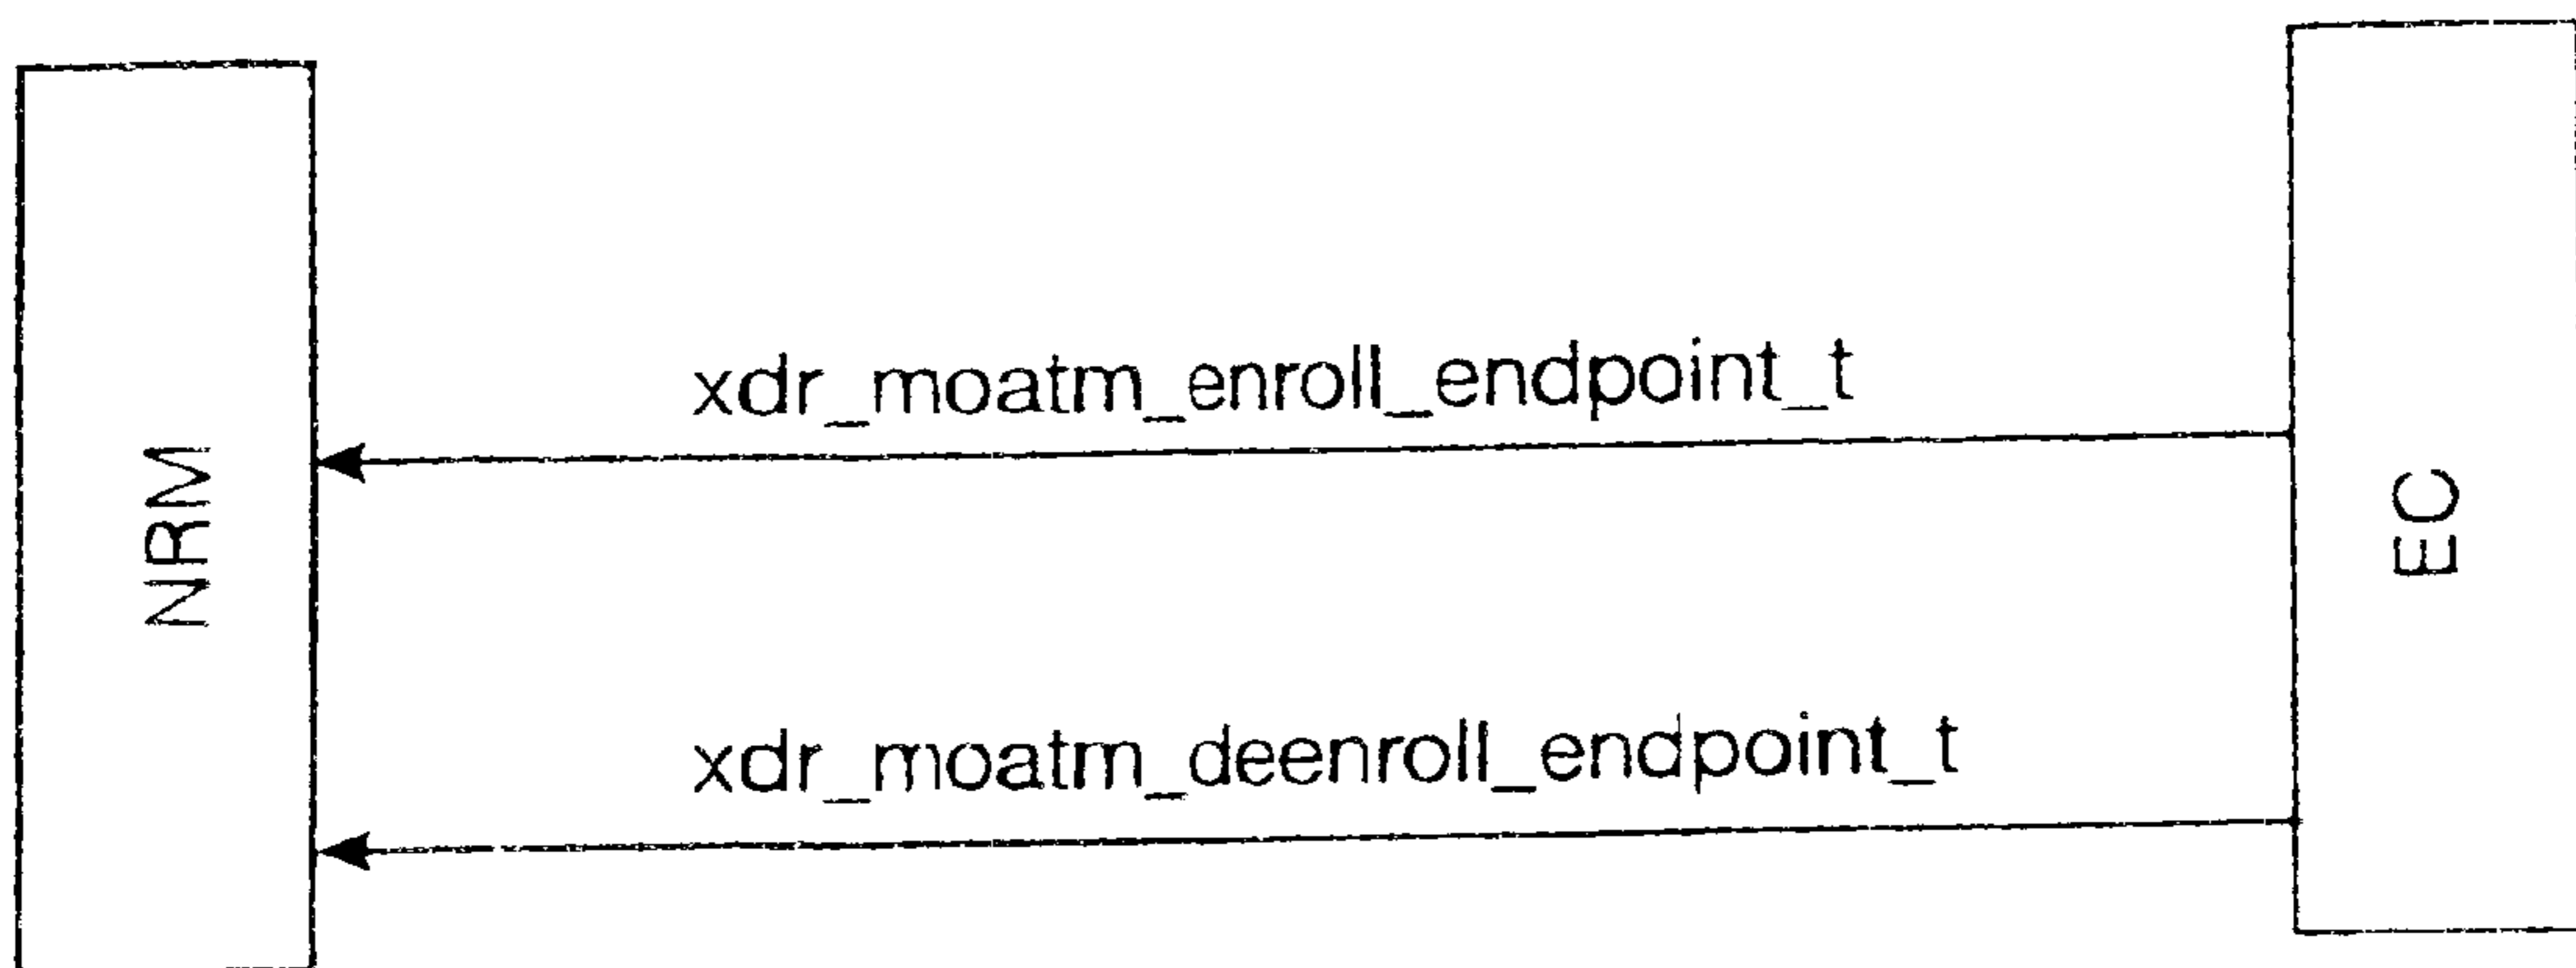 xdr_moatm_enroll_endpoint_t
NRM
EC
xdr_moatm_deenroll_endpoint_t